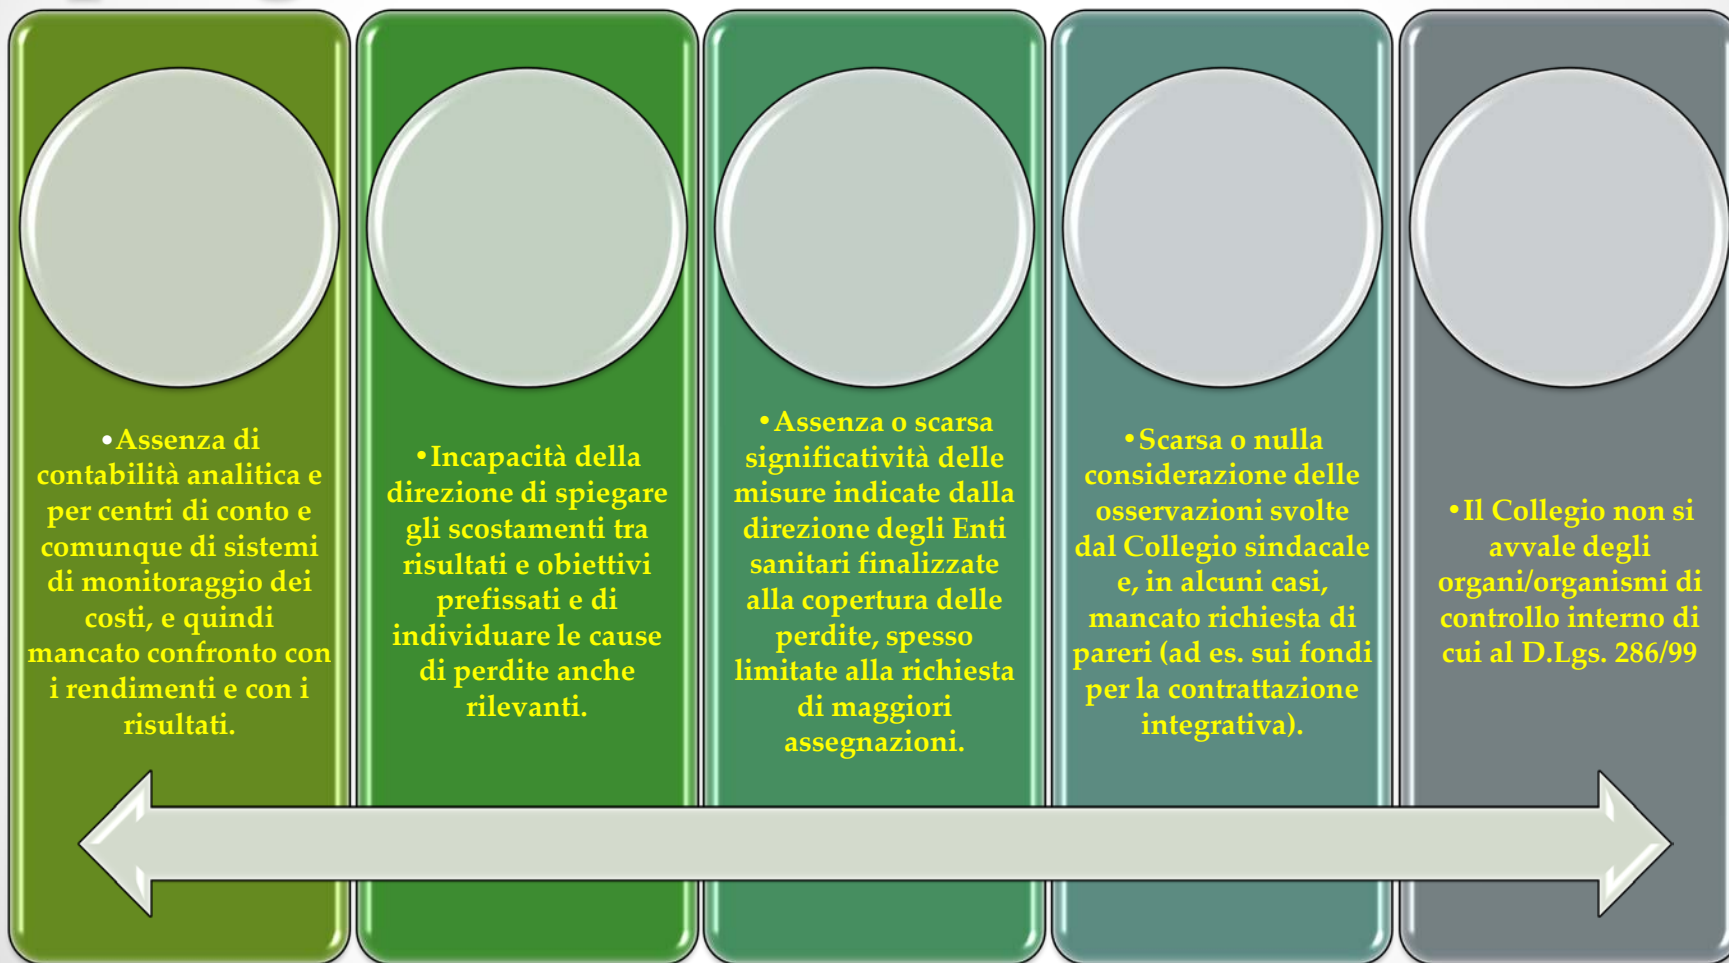 •Assenza di
contabilità analitica e
per centri di conto e
comunque di sistemi
di monitoraggio dei
costi, e quindi
mancato confronto con
i rendimenti e con i
risultati.
•Incapacità della
direzione di spiegare
gli scostamenti tra
risultati e obiettivi
prefissati e di
individuare le cause
di perdite anche
rilevanti.
•Assenza o scarsa
significatività delle
misure indicate dalla
direzione degli Enti
sanitari finalizzate
alla copertura delle
perdite, spesso
limitate alla richiesta
di maggiori
assegnazioni.
•Scarsa o nulla
considerazione delle
osservazioni svolte
dal Collegio sindacale
e, in alcuni casi,
mancato richiesta di
pareri (ad es. sui fondi
per la contrattazione
integrativa).
•Il Collegio non si
avvale degli
organi/organismi di
controllo interno di
cui al D.Lgs. 286/99